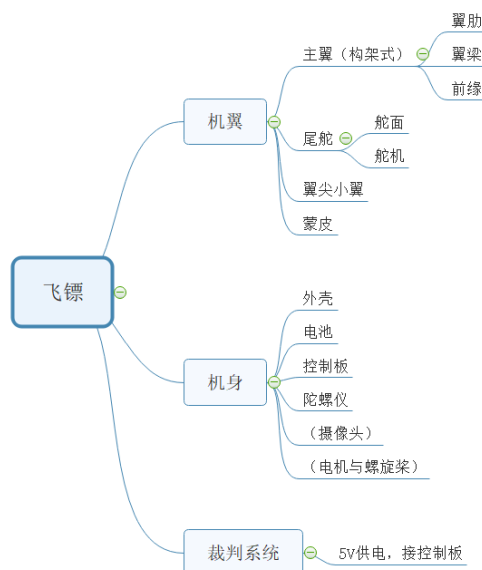 飞镖
机翼
主翼（构架式）
翼肋
翼梁
前缘
尾舵
舵面
舵机
翼尖小翼
蒙皮
机身
外壳
电池
控制板
陀螺仪
（摄像头）
（电机与螺旋桨）
裁判系统
5V供电，接控制板